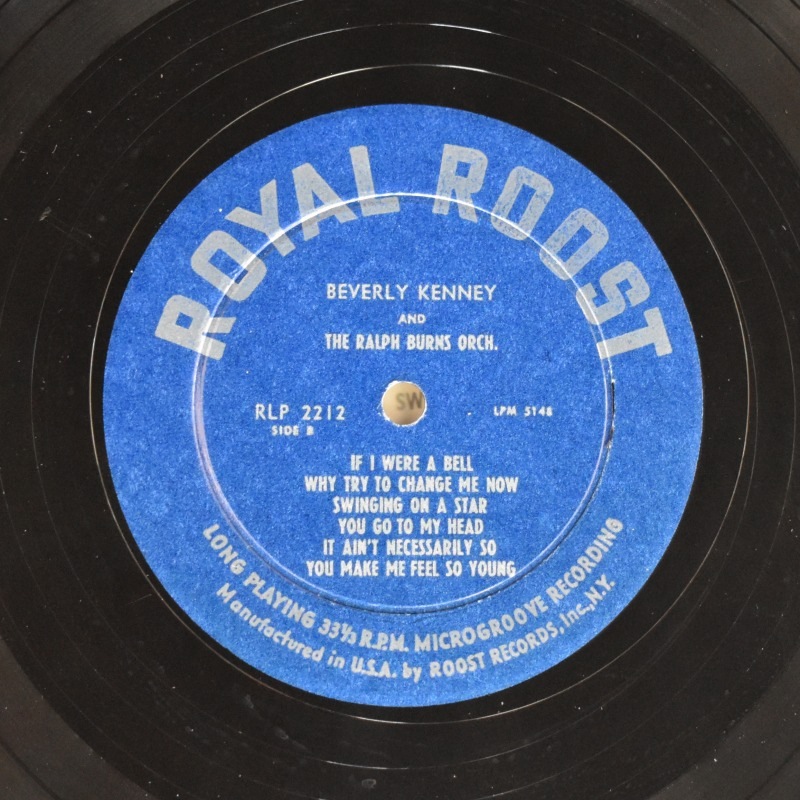 ROYAL ROOST
BEVERLY KENNEY
AND
THE RALPH BURNS ORCH.
RLP 2212
SIDE B
SW
LPM 5148
IF I WERE A BELL
WHY TRY TO CHANGE ME NOW
SWINGING ON A STAR
YOU GO TO MY HEAD
IT AIN'T NECESSARILY SO
YOU MAKE ME FEEL SO YOUNG
LONG PLAYING 33⅓ R.P.M. MICROGROOVE RECORDING
Manufactured in U.S.A. by ROOST RECORDS, Inc., N.Y.